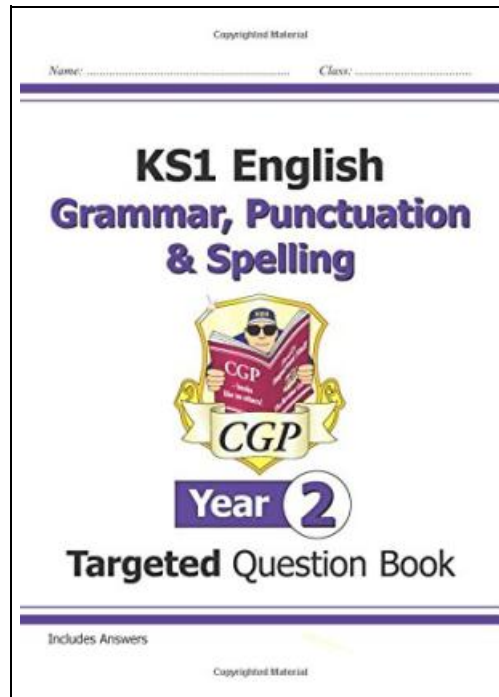 Copyrighted Material
Name: Class:
KS1 English
Grammar, Punctuation
& Spelling
CGP
CGP
Year 2
Targeted Question Book
Includes Answers
Copyrighted Material